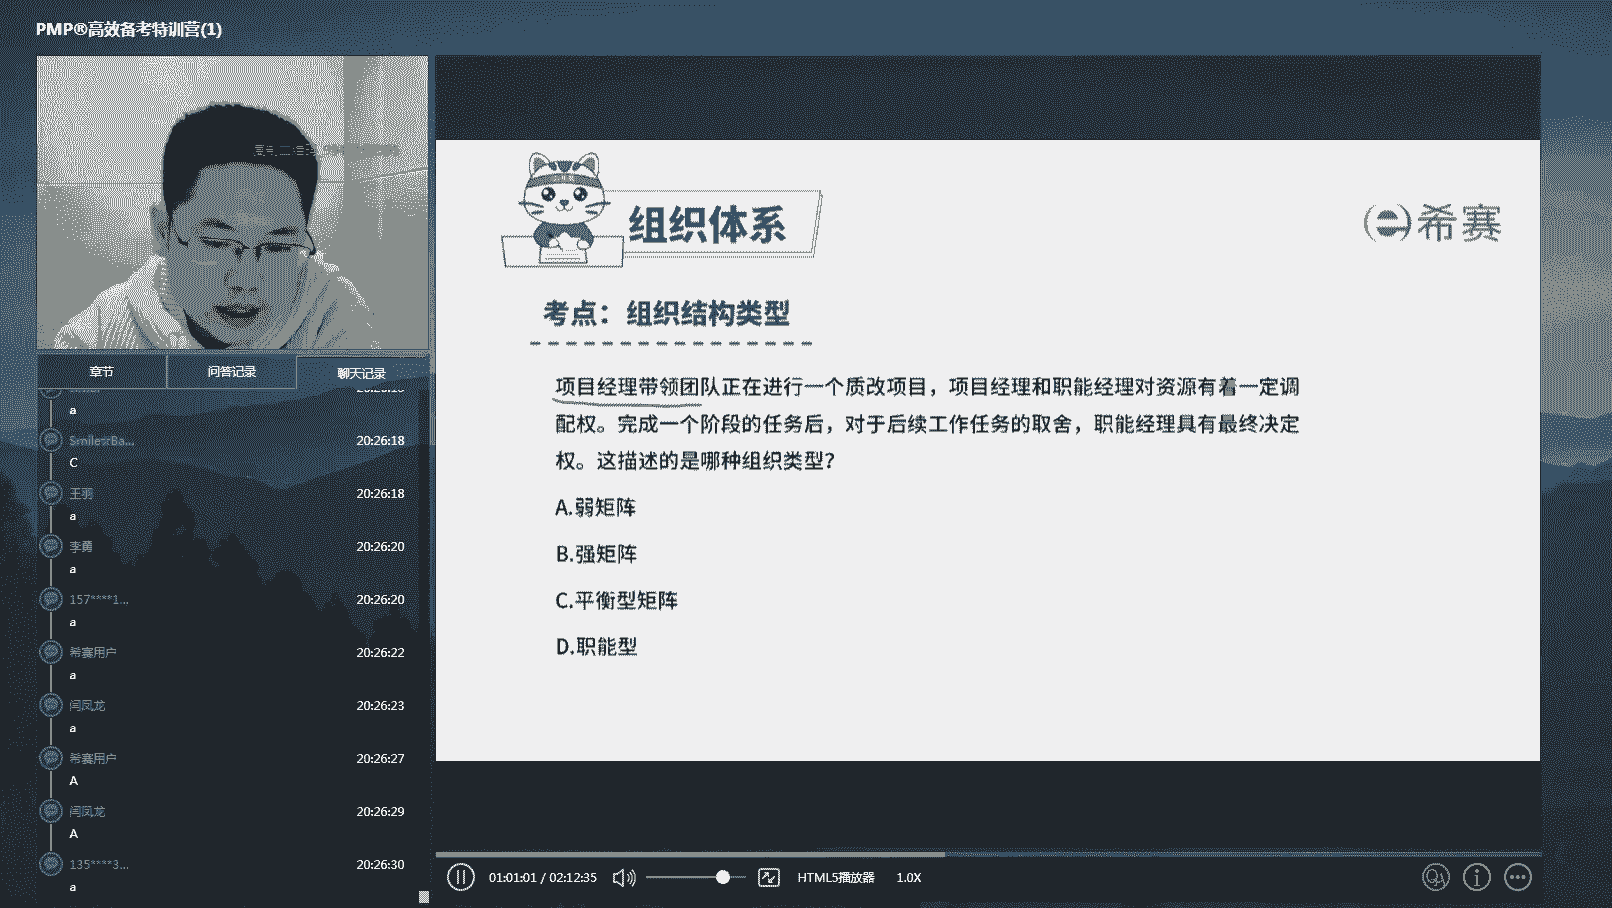 PMP®高效备考特训营(1)
章节
问答记录
聊天记录
a
Smile
20:26:18
C
王羽
20:26:18
a
李勇
20:26:20
a
157****1...
20:26:20
a
希赛用户
20:26:22
a
闫凤龙
20:26:23
a
希赛用户
20:26:27
A
闫凤龙
20:26:29
A
135****3...
20:26:30
a
组织体系
希赛
考点：组织结构类型
项目经理带领团队正在进行一个质改项目，项目经理和职能经理对资源有着一定调
配权。完成一个阶段的任务后，对于后续工作任务的取舍，职能经理具有最终决定
权。这描述的是哪种组织类型？
A.弱矩阵
B.强矩阵
C.平衡型矩阵
D.职能型
01:01:01 / 02:12:35
HTML5播放器
1.0X